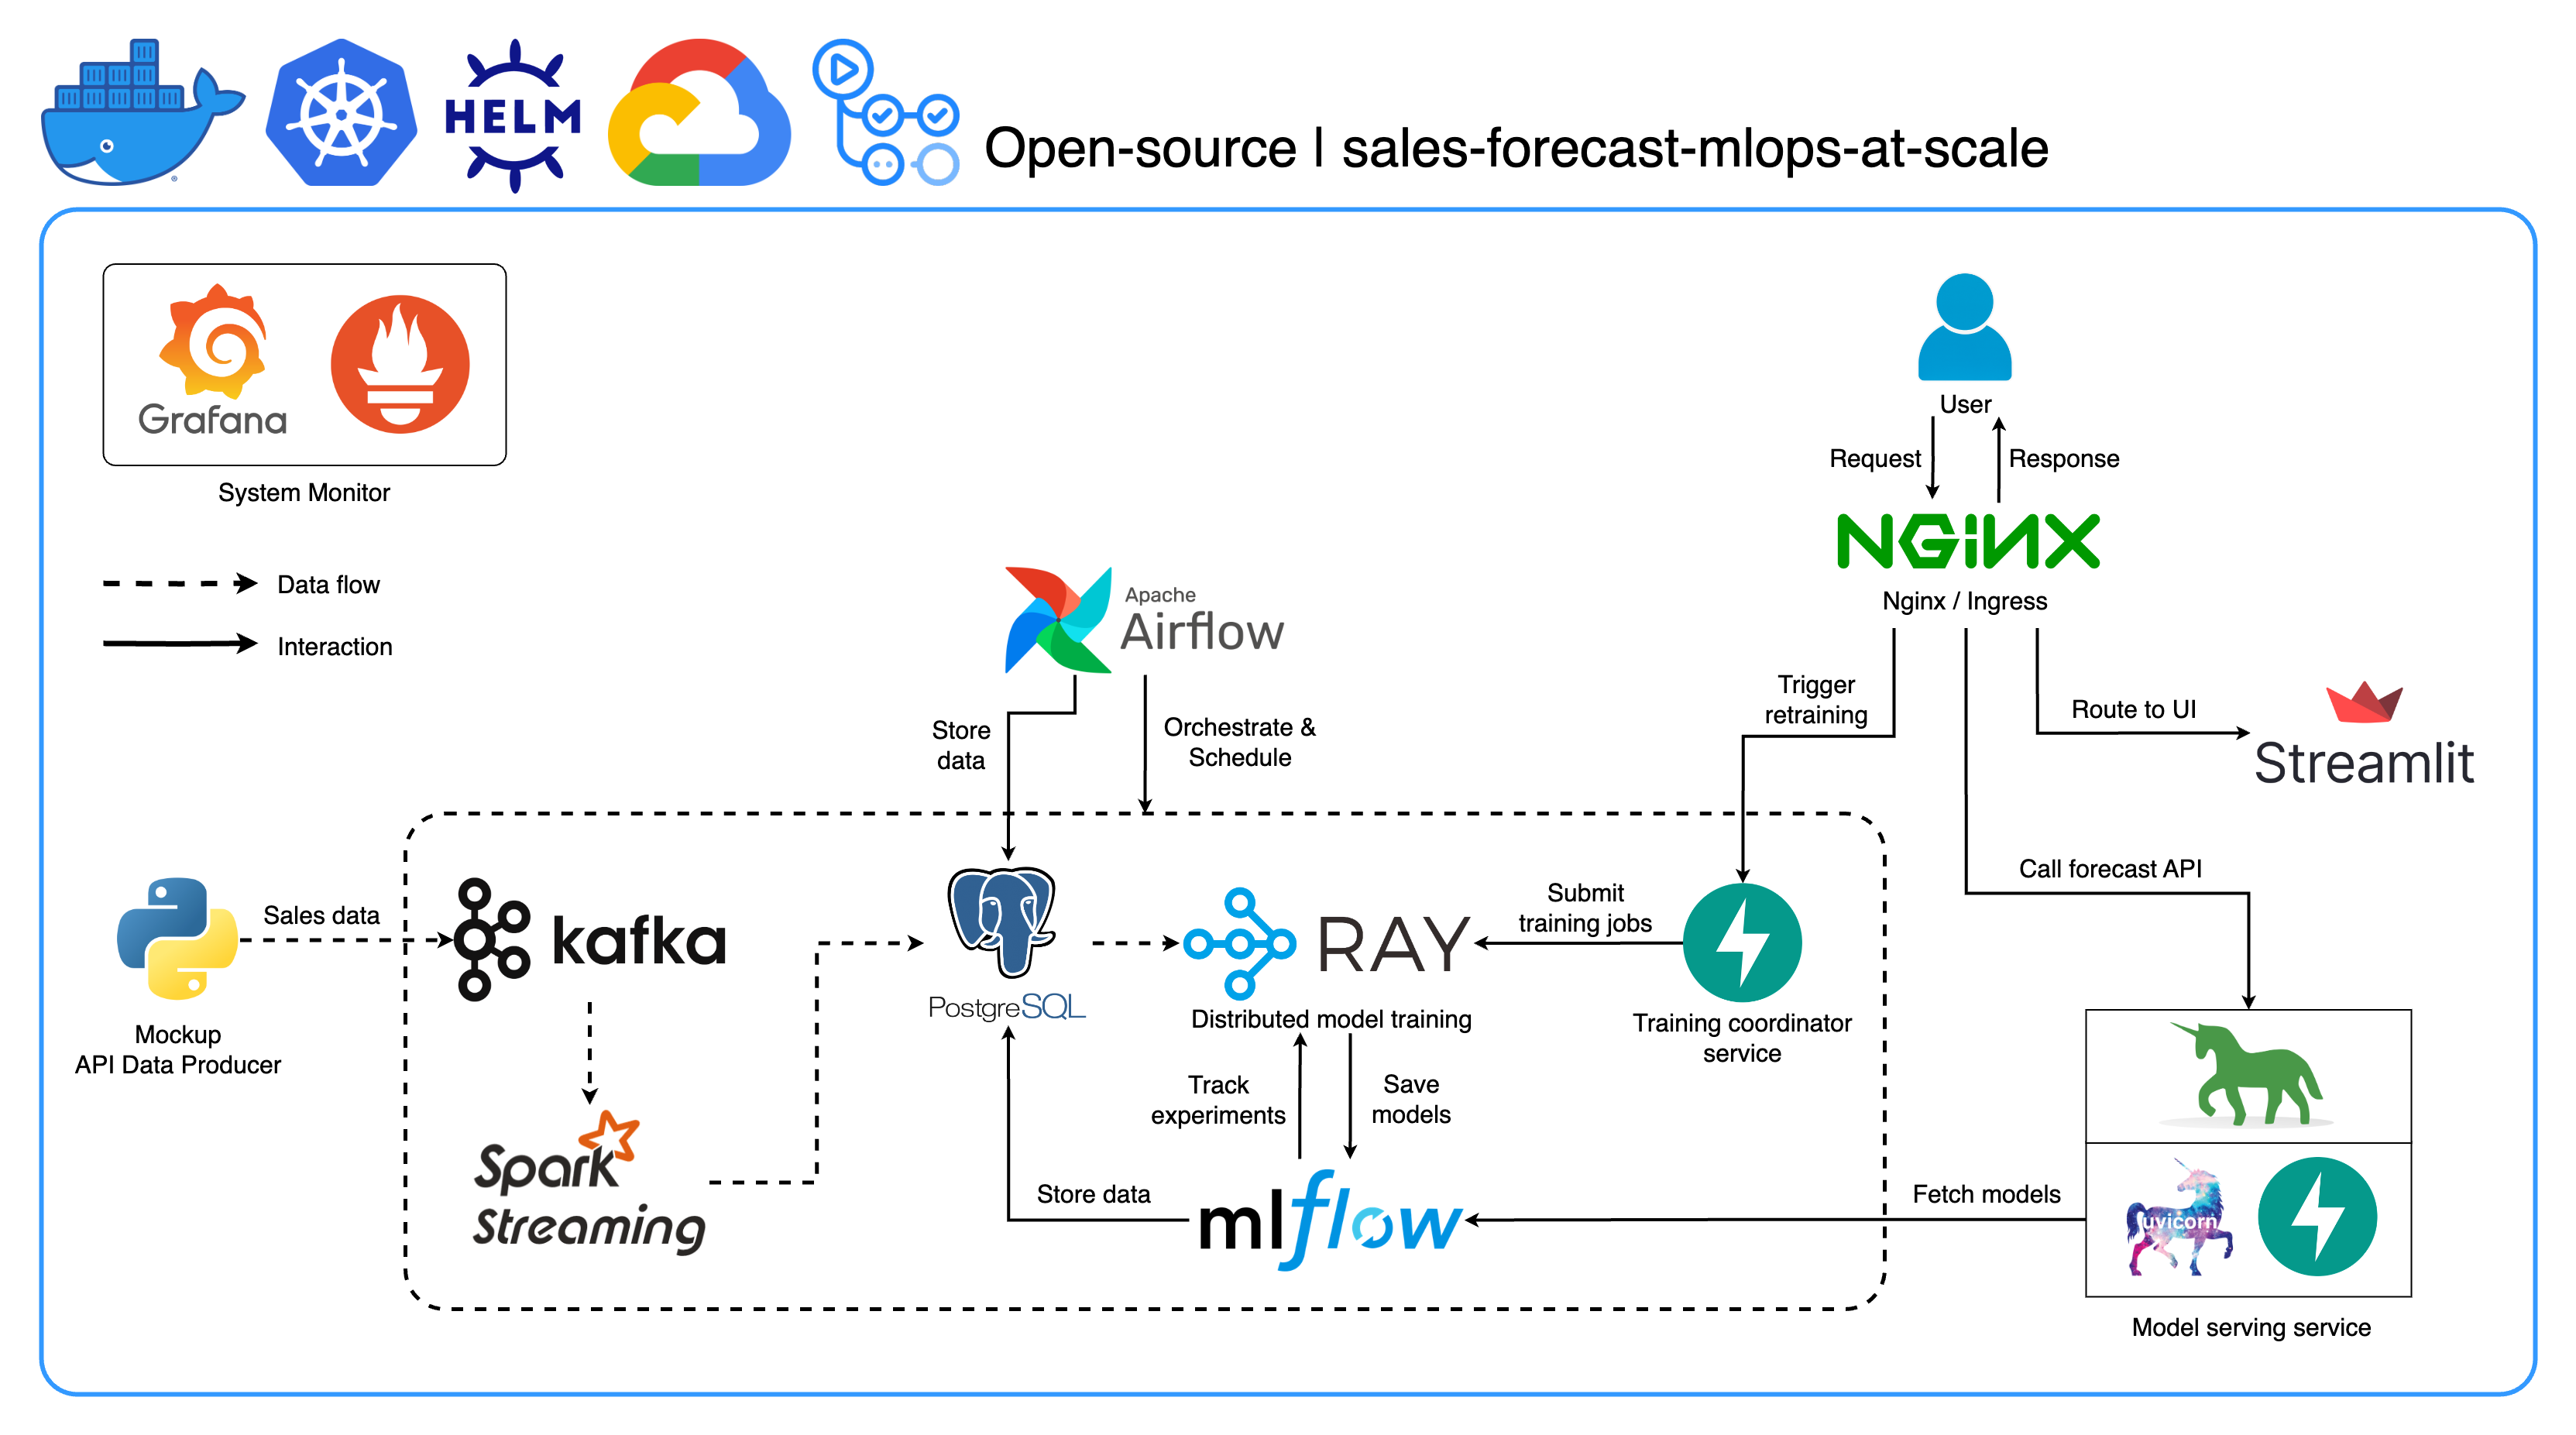 HELM
Open-source | sales-forecast-mlops-at-scale
Grafana
System Monitor
Data flow
Interaction
User
Request
Response
NGINX
Nginx / Ingress
Apache
Airflow
Store
data
Orchestrate &
Schedule
Trigger
retraining
Route to UI
Streamlit
Call forecast API
Sales data
Mockup
API Data Producer
kafka
PostgreSQL
RAY
Distributed model training
Submit
training jobs
Training coordinator
service
Track
experiments
Save
models
Spark
Streaming
Store data
mlflow
Fetch models
uvicorn
Model serving service